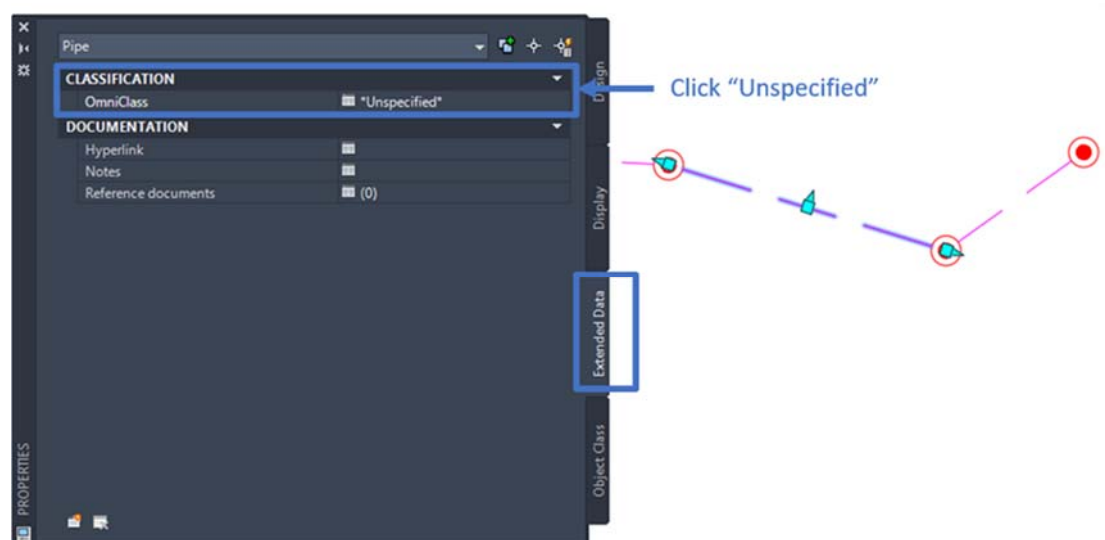 Pipe
CLASSIFICATION
OmniClass *Unspecified*
DOCUMENTATION
Hyperlink
Notes
Reference documents (0)
Design
Display
Extended Data
Object Class
PROPERTIES
Click “Unspecified”